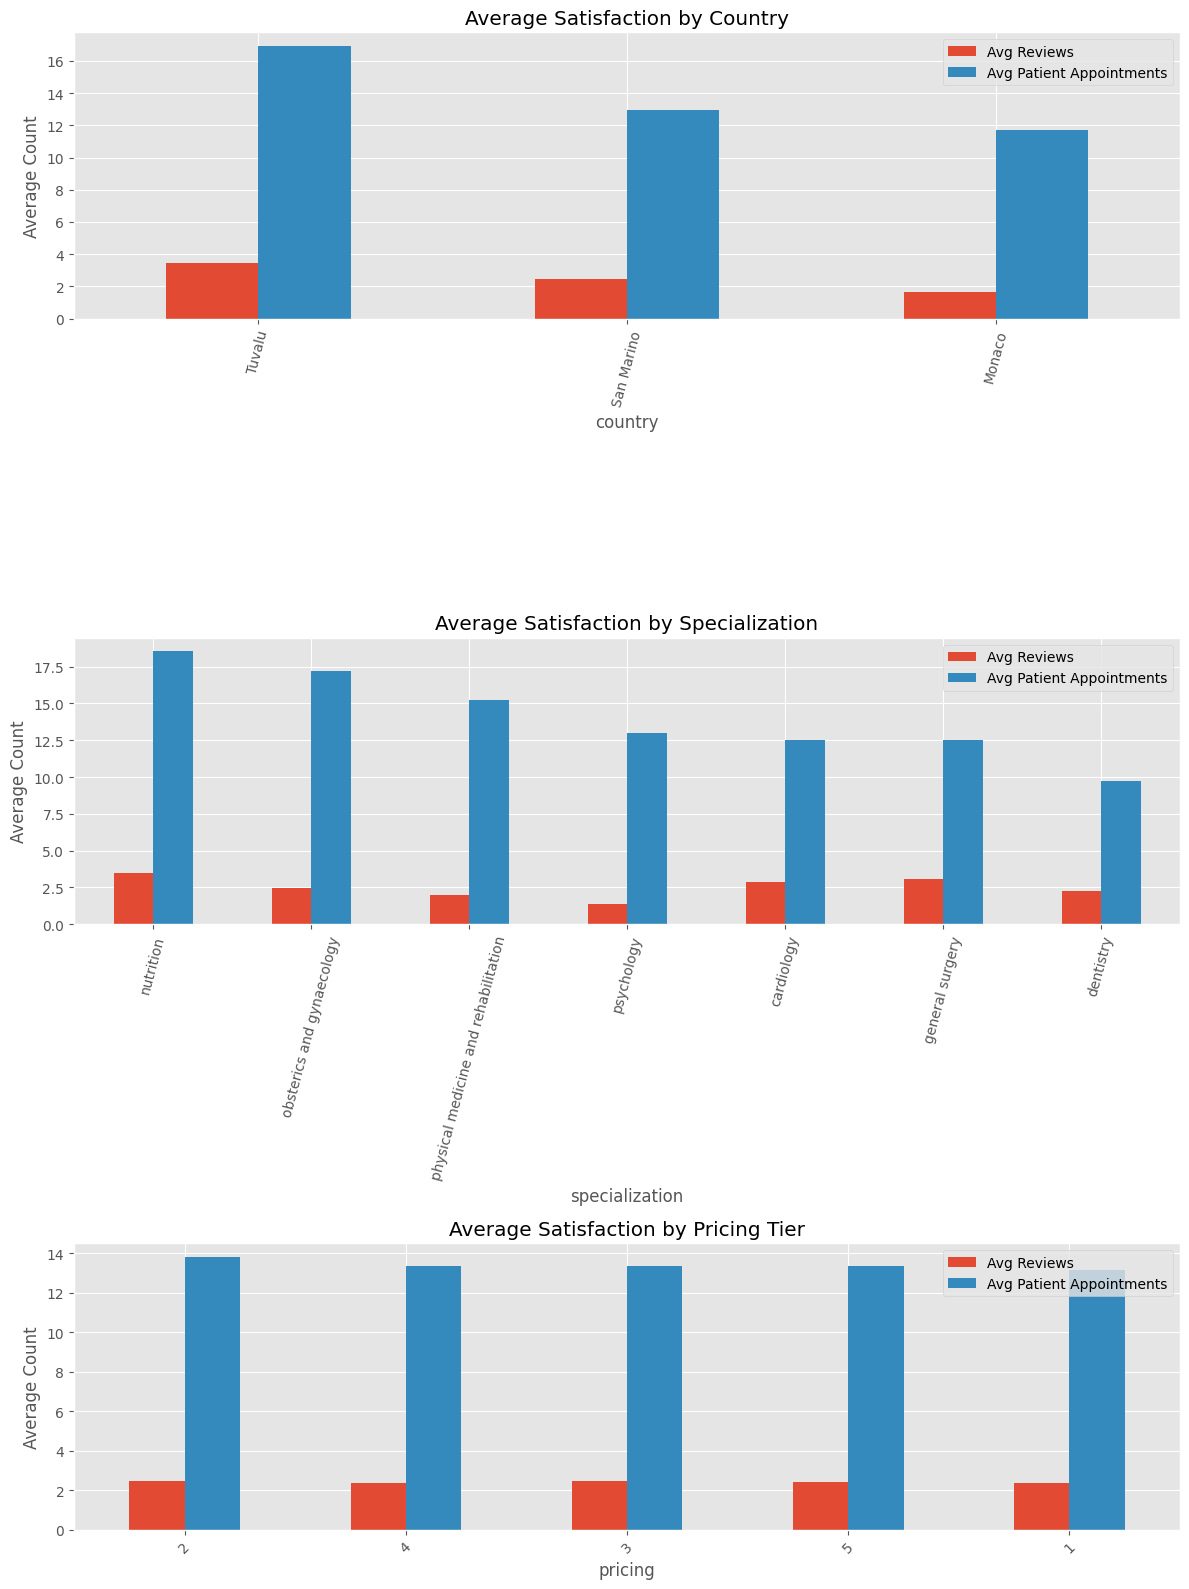 Average Satisfaction by Country
Avg Reviews
Avg Patient Appointments
Average Count
16
14
12
10
8
6
4
2
0
Tuvalu
San Marino
Monaco
country
Average Satisfaction by Specialization
Avg Reviews
Avg Patient Appointments
Average Count
17.5
15.0
12.5
10.0
7.5
5.0
2.5
0.0
nutrition
obsterics and gynaecology
physical medicine and rehabilitation
psychology
cardiology
general surgery
dentistry
specialization
Average Satisfaction by Pricing Tier
Avg Reviews
Avg Patient Appointments
Average Count
14
12
10
8
6
4
2
0
2
4
3
5
1
pricing